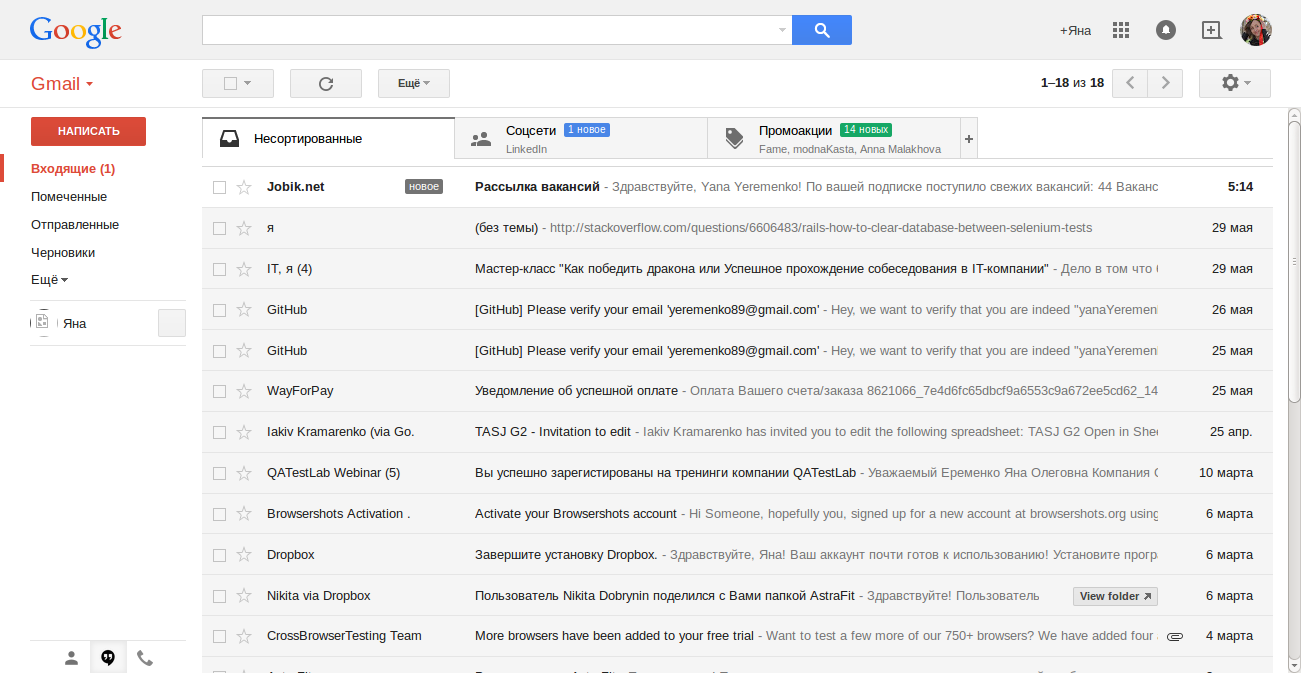 Google
+Яна
Gmail
Ещё
1–18 из 18
НАПИСАТЬ
Входящие (1)
Помеченные
Отправленные
Черновики
Ещё
Яна
Несортированные
Соцсети 1 новое
LinkedIn
Промоакции 14 новых
Fame, modnaKasta, Anna Malakhova
+
Jobik.net новое Рассылка вакансий - Здравствуйте, Yana Yeremenko! По вашей подписке поступило свежих вакансий: 44 Ваканс 5:14
я (без темы) - http://stackoverflow.com/questions/6606483/rails-how-to-clear-database-between-selenium-tests 29 мая
IT, я (4) Мастер-класс "Как победить дракона или Успешное прохождение собеседования в IT-компании" - Дело в том что 29 мая
GitHub [GitHub] Please verify your email 'yeremenko89@gmail.com' - Hey, we want to verify that you are indeed "yanaYeremen 26 мая
GitHub [GitHub] Please verify your email 'yeremenko89@gmail.com' - Hey, we want to verify that you are indeed "yanaYeremen 25 мая
WayForPay Уведомление об успешной оплате - Оплата Вашего счета/заказа 8621066_7e4d6fc65dbcf9a6553c9a672ee5cd62_14 25 мая
Iakiv Kramarenko (via Go. TASJ G2 - Invitation to edit - Iakiv Kramarenko has invited you to edit the following spreadsheet: TASJ G2 Open in Shee 25 апр.
QATestLab Webinar (5) Вы успешно зарегистированы на тренинги компании QATestLab - Уважаемый Еременко Яна Олеговна Компания 10 марта
Browsershots Activation . Activate your Browsershots account - Hi Someone, hopefully you, signed up for a new account at browsershots.org using 6 марта
Dropbox Завершите установку Dropbox. - Здравствуйте, Яна! Ваш аккаунт почти готов к использованию! Установите програ 6 марта
Nikita via Dropbox Пользователь Nikita Dobrynin поделился с Вами папкой AstraFit - Здравствуйте! Пользователь View folder 6 марта
CrossBrowserTesting Team More browsers have been added to your free trial - Want to test a few more of our 750+ browsers? We have added four 4 марта